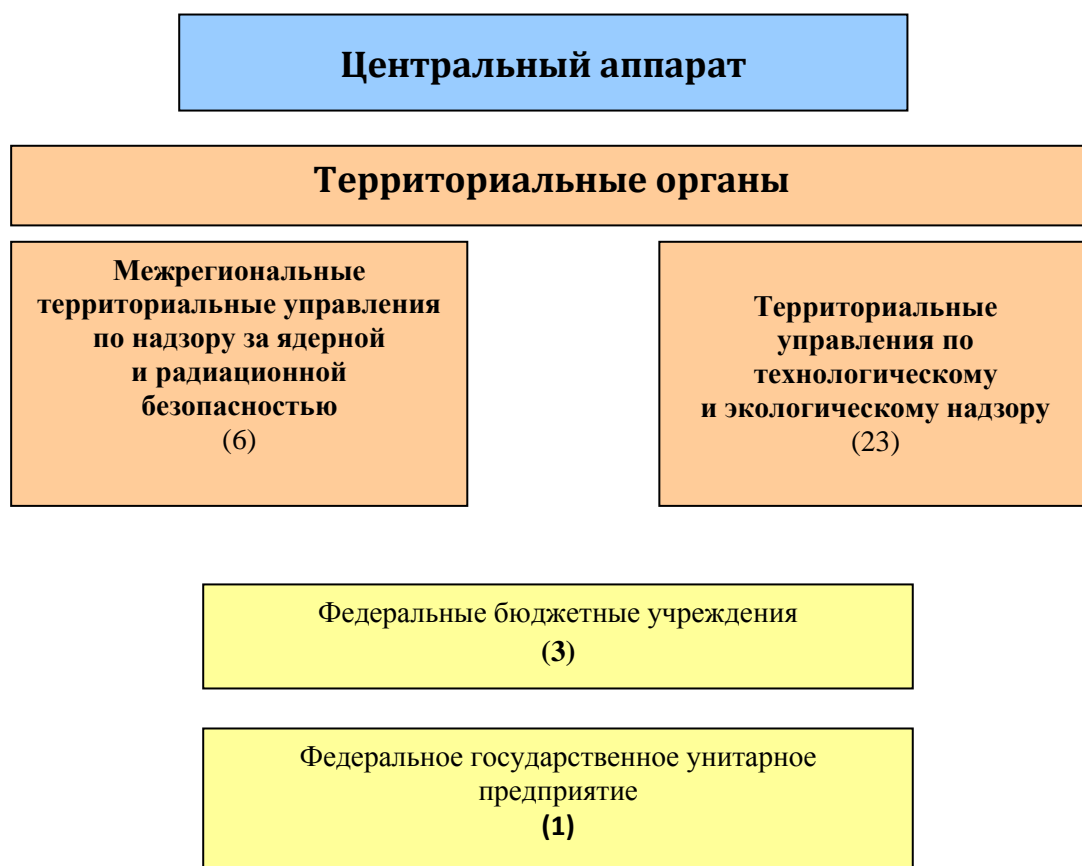 Центральный аппарат
Территориальные органы
Межрегиональные
территориальные управления
по надзору за ядерной
и радиационной
безопасностью
(6)
Территориальные
управления по
технологическому
и экологическому надзору
(23)
Федеральные бюджетные учреждения
(3)
Федеральное государственное унитарное
предприятие
(1)